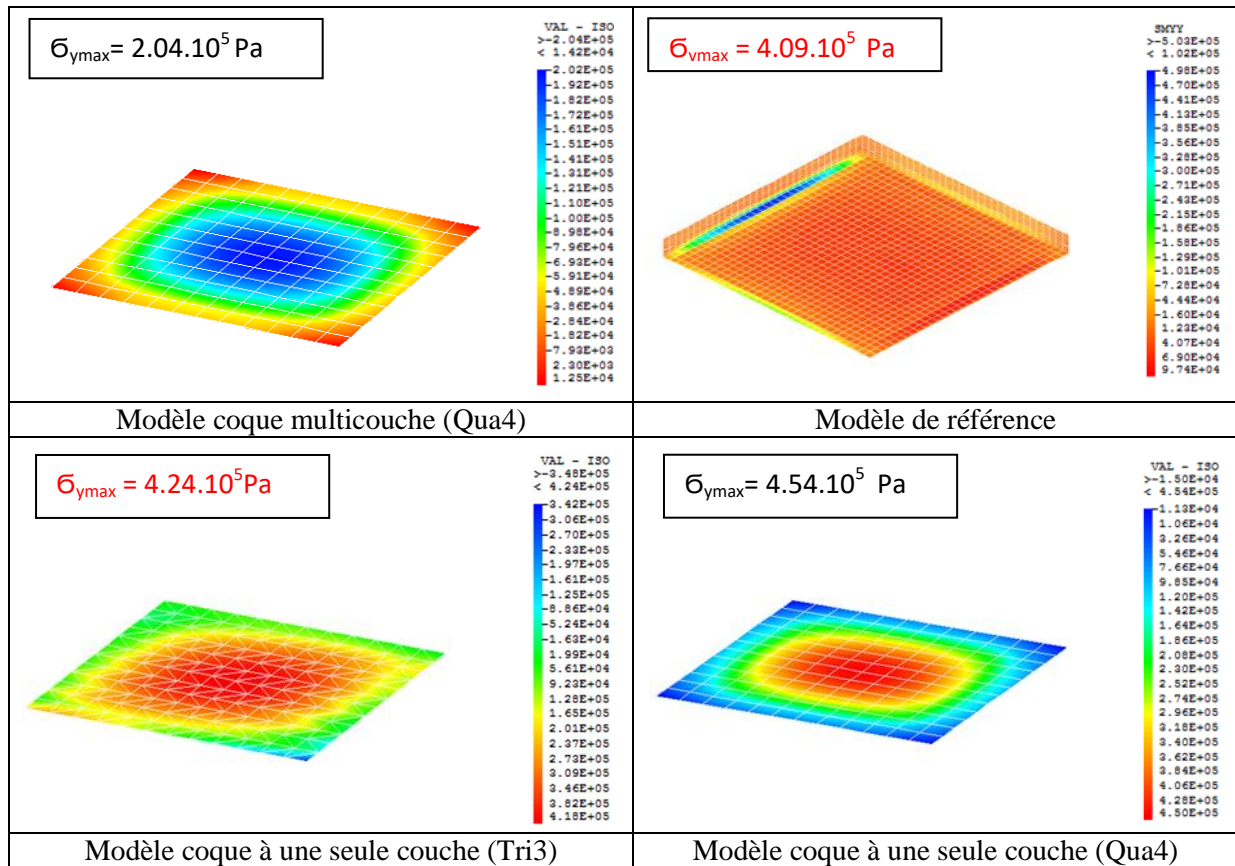 Ϭymax= 2.04.10⁵ Pa
VAL - ISO
>-2.04E+05
< 1.42E+04
-2.02E+05
-1.92E+05
-1.82E+05
-1.72E+05
-1.61E+05
-1.51E+05
-1.41E+05
-1.31E+05
-1.21E+05
-1.10E+05
-1.00E+05
-8.98E+04
-7.96E+04
-6.93E+04
-5.91E+04
-4.89E+04
-3.86E+04
-2.84E+04
-1.82E+04
-7.93E+03
2.30E+03
1.25E+04
Modèle coque multicouche (Qua4)
Ϭvmax = 4.09.10⁵ Pa
SMYY
>-5.03E+05
< 1.02E+05
-4.98E+05
-4.70E+05
-4.41E+05
-4.13E+05
-3.85E+05
-3.56E+05
-3.28E+05
-3.00E+05
-2.71E+05
-2.43E+05
-2.15E+05
-1.86E+05
-1.58E+05
-1.29E+05
-1.01E+05
-7.28E+04
-4.44E+04
-1.60E+04
1.23E+04
4.07E+04
6.90E+04
9.74E+04
Modèle de référence
Ϭymax = 4.24.10⁵Pa
VAL - ISO
>-3.48E+05
< 4.24E+05
-3.42E+05
-3.06E+05
-2.70E+05
-2.33E+05
-1.97E+05
-1.61E+05
-1.25E+05
-8.86E+04
-5.24E+04
-1.63E+04
1.99E+04
5.61E+04
9.23E+04
1.28E+05
1.65E+05
2.01E+05
2.37E+05
2.73E+05
3.09E+05
3.46E+05
3.82E+05
4.18E+05
Modèle coque à une seule couche (Tri3)
Ϭymax= 4.54.10⁵ Pa
VAL - ISO
>-1.50E+04
< 4.54E+05
-1.13E+04
1.06E+04
3.26E+04
5.46E+04
7.66E+04
9.85E+04
1.20E+05
1.42E+05
1.64E+05
1.86E+05
2.08E+05
2.30E+05
2.52E+05
2.74E+05
2.96E+05
3.18E+05
3.40E+05
3.62E+05
3.84E+05
4.06E+05
4.28E+05
4.50E+05
Modèle coque à une seule couche (Qua4)